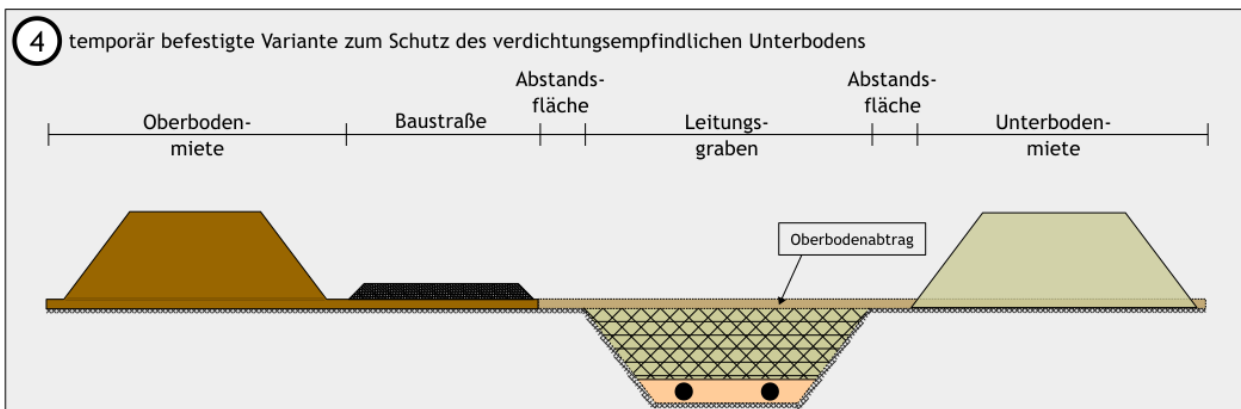 4 temporär befestigte Variante zum Schutz des verdichtungsempfindlichen Unterbodens
Oberboden-
miete
Baustraße
Abstands-
fläche
Leitungs-
graben
Abstands-
fläche
Unterboden-
miete
Oberbodenabtrag